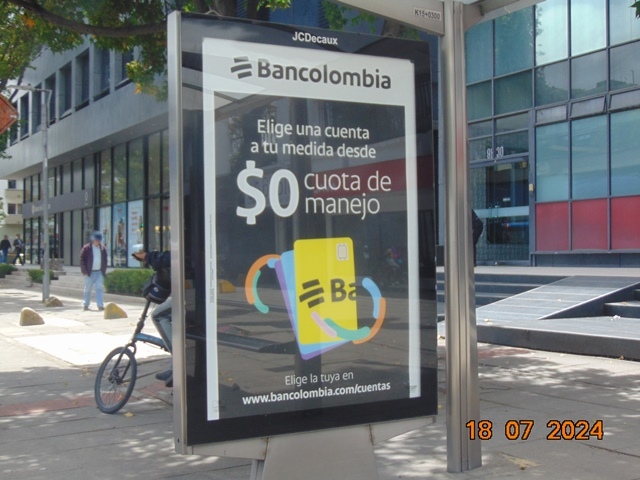 K15+0300
JCDecaux
Bancolombia
Elige una cuenta
a tu medida desde
$0 cuota de
manejo
Ba
Elige la tuya en
www.bancolombia.com/cuentas
18 07 2024